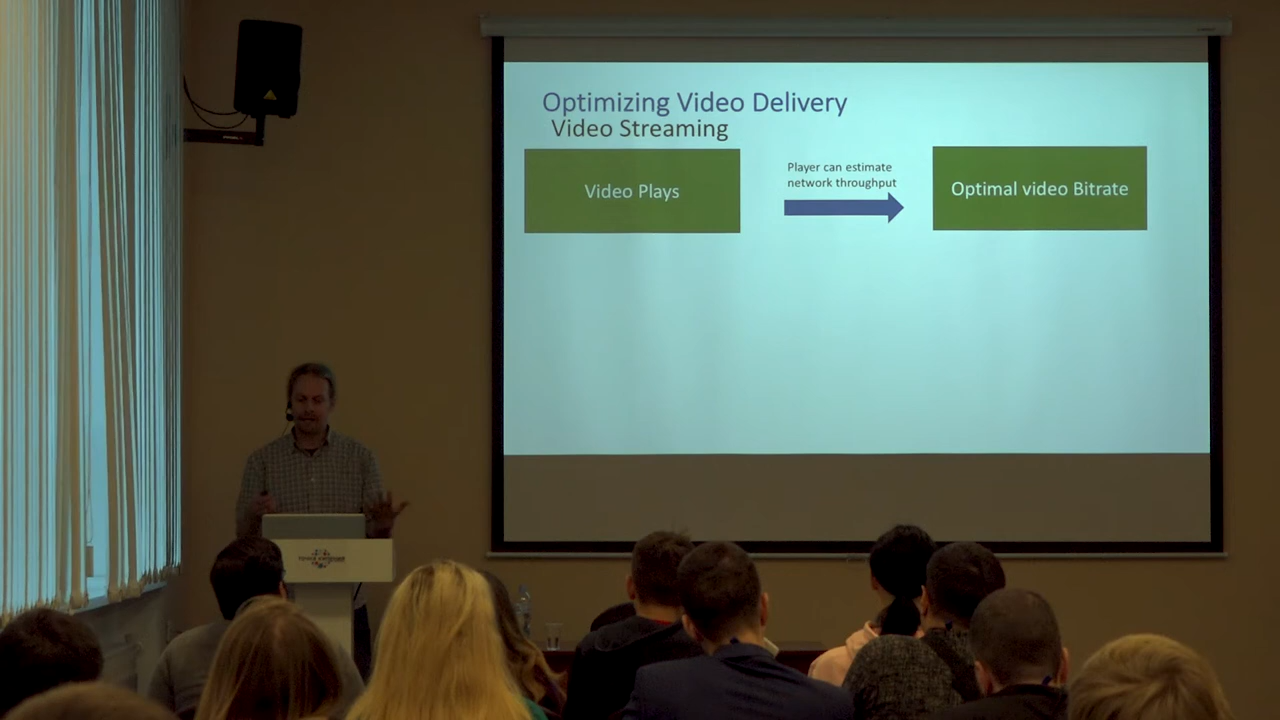 Optimizing Video Delivery
Video Streaming
Video Plays
Player can estimate
network throughput
Optimal video Bitrate